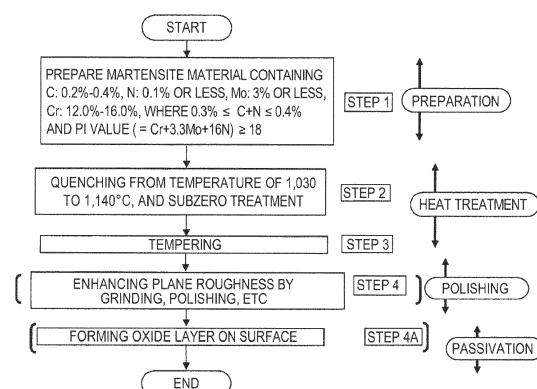 START
PREPARE MARTENSITE MATERIAL CONTAINING
C: 0.2%-0.4%, N: 0.1% OR LESS, Mo: 3% OR LESS,
Cr: 12.0%-16.0%, WHERE 0.3% ≤ C+N ≤ 0.4%
AND PI VALUE ( = Cr+3.3Mo+16N) ≥ 18
STEP 1
PREPARATION
QUENCHING FROM TEMPERATURE OF 1,030
TO 1,140°C, AND SUBZERO TREATMENT
STEP 2
HEAT TREATMENT
TEMPERING
STEP 3
ENHANCING PLANE ROUGHNESS BY
GRINDING, POLISHING, ETC
STEP 4
POLISHING
FORMING OXIDE LAYER ON SURFACE
STEP 4A
PASSIVATION
END